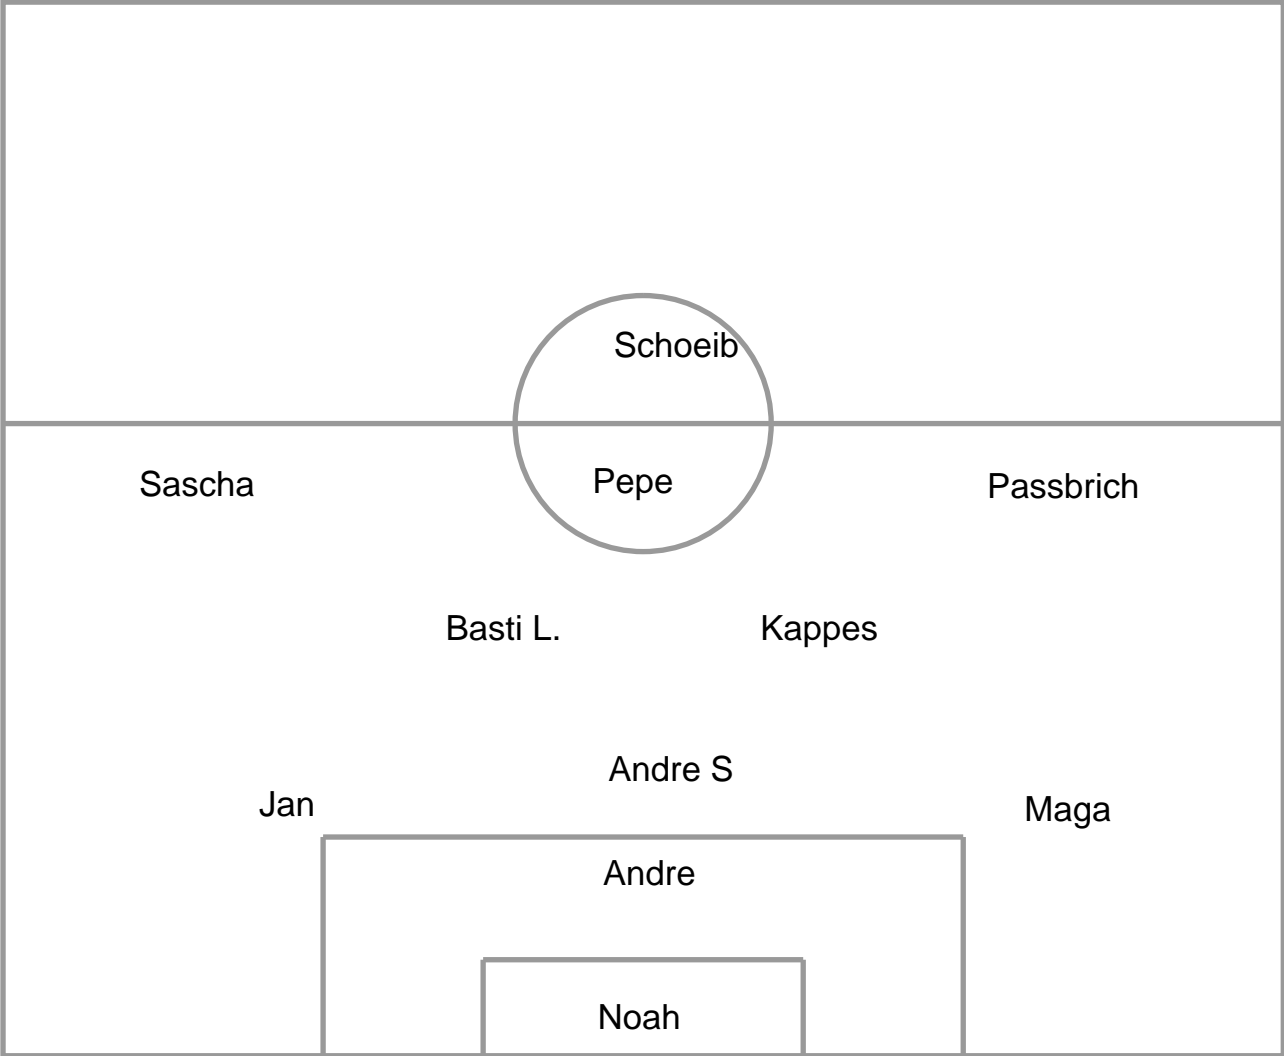 Schoeib
Sascha
Pepe
Passbrich
Basti L.
Kappes
Andre S
Jan
Maga
Andre
Noah